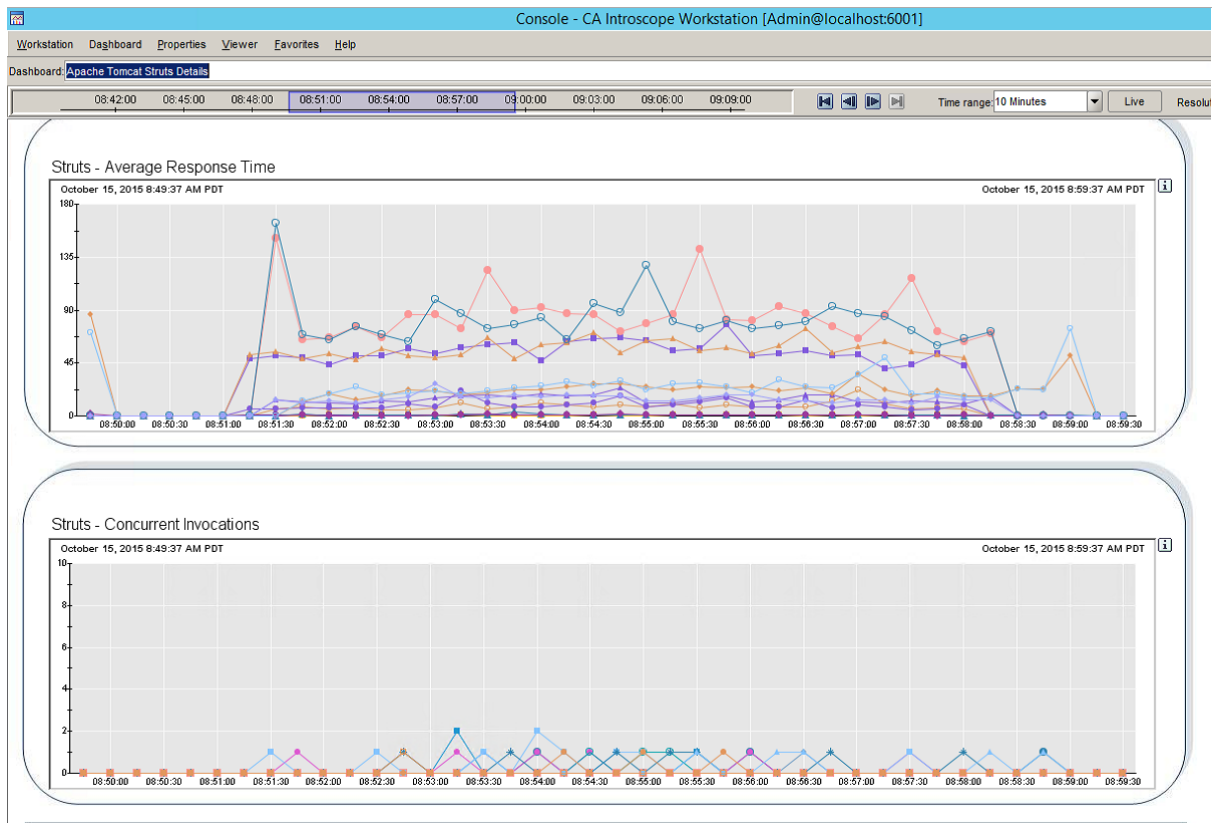 Console - CA Introscope Workstation [Admin@localhost:6001]
Workstation Dashboard Properties Viewer Favorites Help
Dashboard: Apache Tomcat Struts Details
08:42:00 08:45:00 08:48:00 08:51:00 08:54:00 08:57:00 09:00:00 09:03:00 09:06:00 09:09:00 Time range: 10 Minutes Live Resolut
Struts - Average Response Time
October 15, 2015 8:49:37 AM PDT October 15, 2015 8:59:37 AM PDT
180
135
90
45
0
08:50:00 08:50:30 08:51:00 08:51:30 08:52:00 08:52:30 08:53:00 08:53:30 08:54:00 08:54:30 08:55:00 08:55:30 08:56:00 08:56:30 08:57:00 08:57:30 08:58:00 08:58:30 08:59:00 08:59:30
Struts - Concurrent Invocations
October 15, 2015 8:49:37 AM PDT October 15, 2015 8:59:37 AM PDT
10
8
6
4
2
0
08:50:00 08:50:30 08:51:00 08:51:30 08:52:00 08:52:30 08:53:00 08:53:30 08:54:00 08:54:30 08:55:00 08:55:30 08:56:00 08:56:30 08:57:00 08:57:30 08:58:00 08:58:30 08:59:00 08:59:30